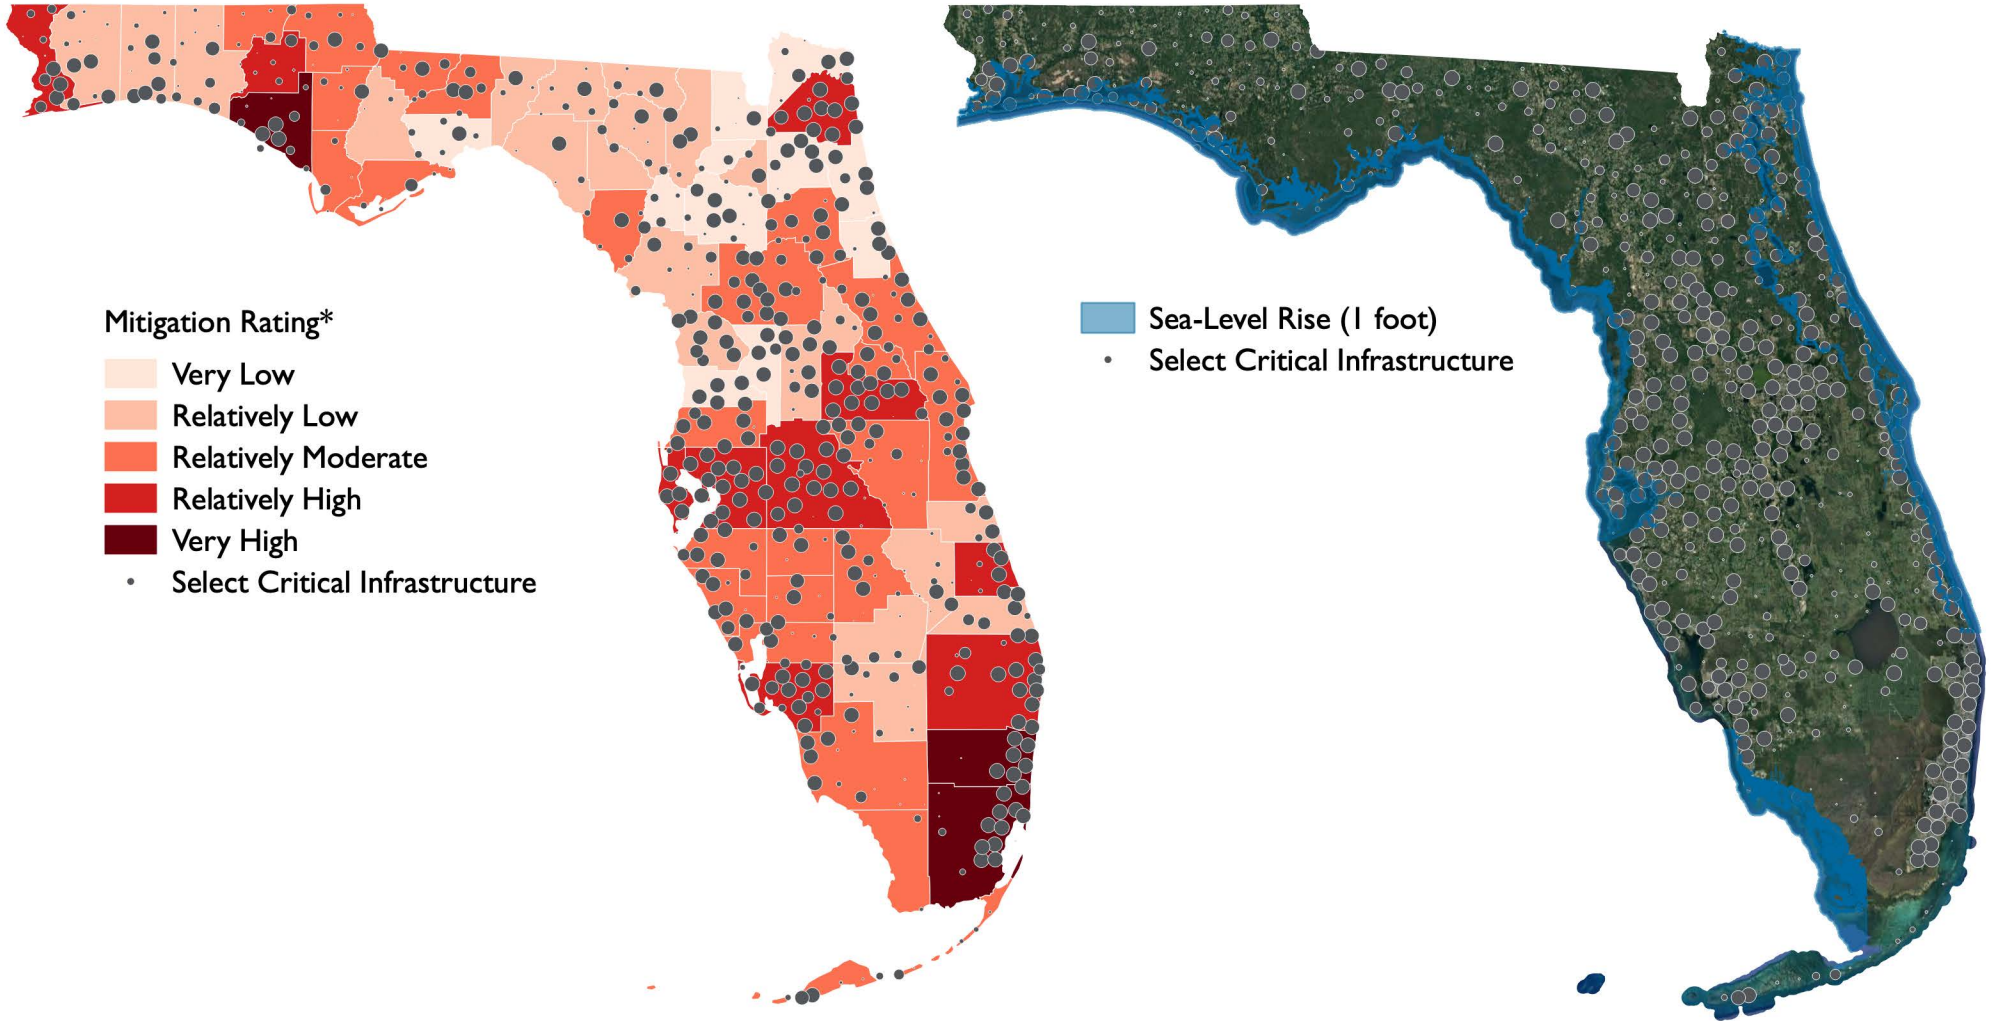 Mitigation Rating*
Very Low
Relatively Low
Relatively Moderate
Relatively High
Very High
Select Critical Infrastructure
Sea-Level Rise (1 foot)
Select Critical Infrastructure